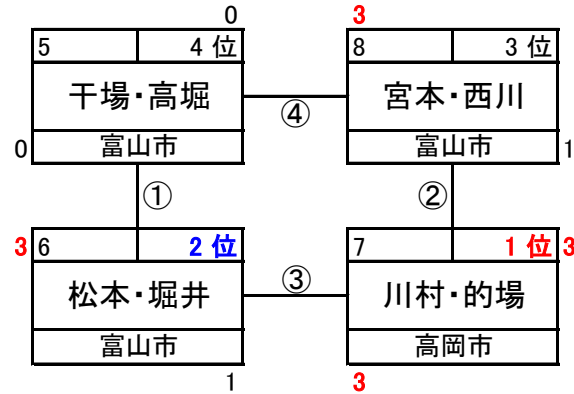 0 3
5 4位 8 3位
干場・高堀 宮本・西川
④
0 富山市 富山市 1
① ②
3 6 2位 7 1位 3
松本・堀井 川村・的場
③
富山市 高岡市
1 3